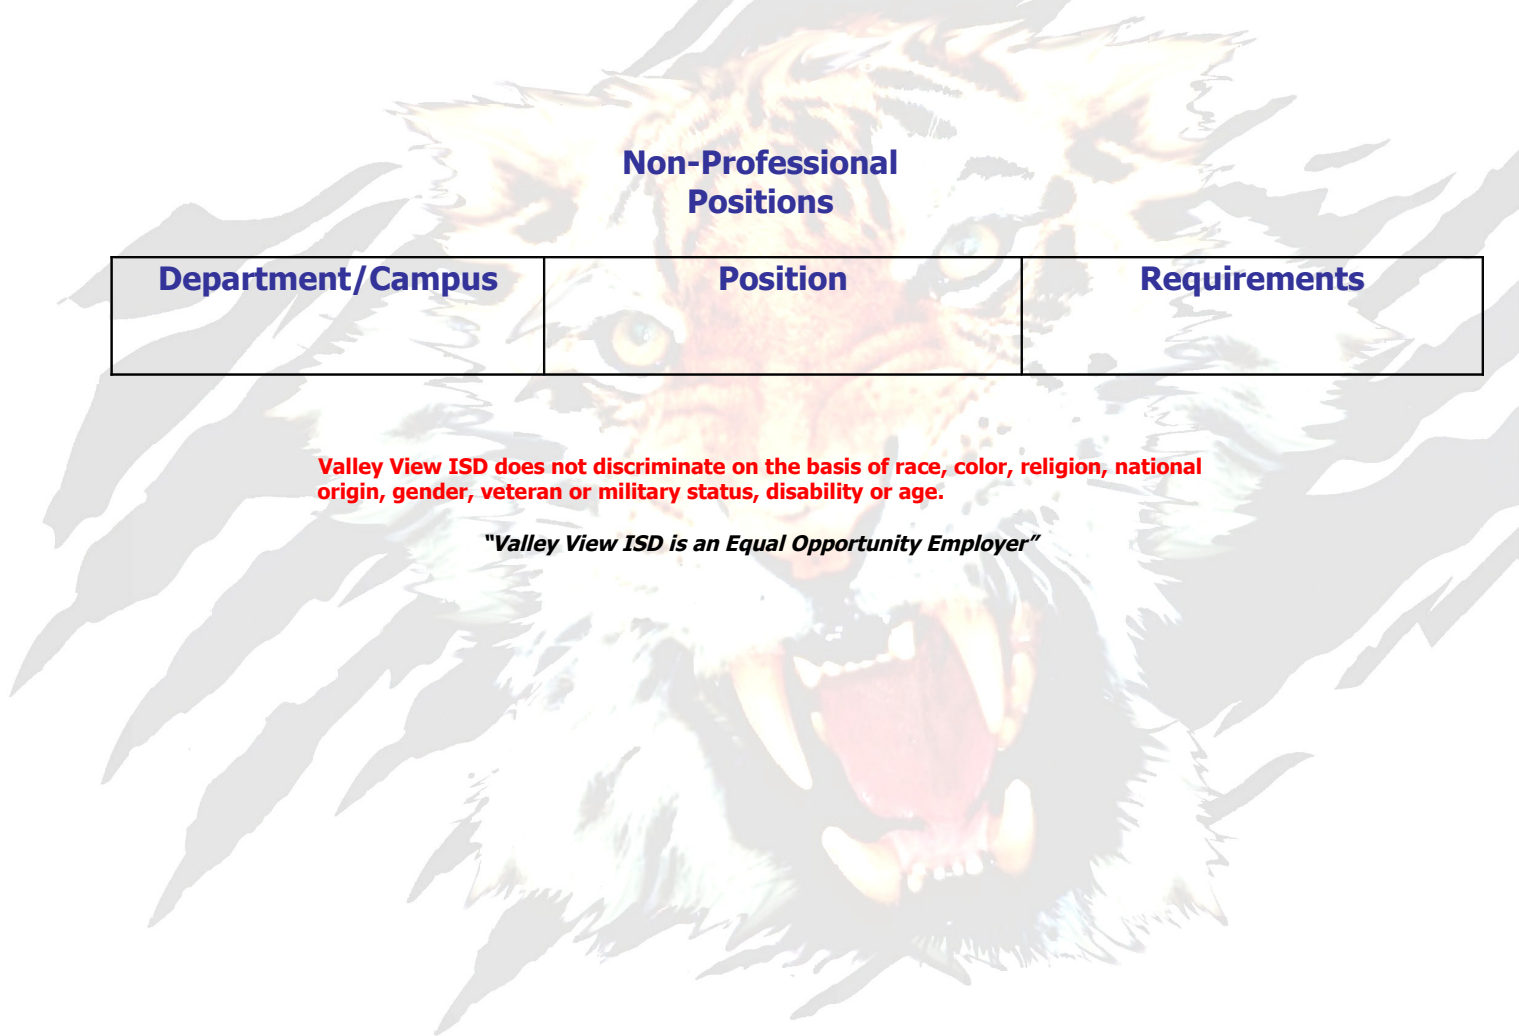 Non-Professional
Positions
Department/Campus Position Requirements
Valley View ISD does not discriminate on the basis of race, color, religion, national
origin, gender, veteran or military status, disability or age.
“Valley View ISD is an Equal Opportunity Employer”